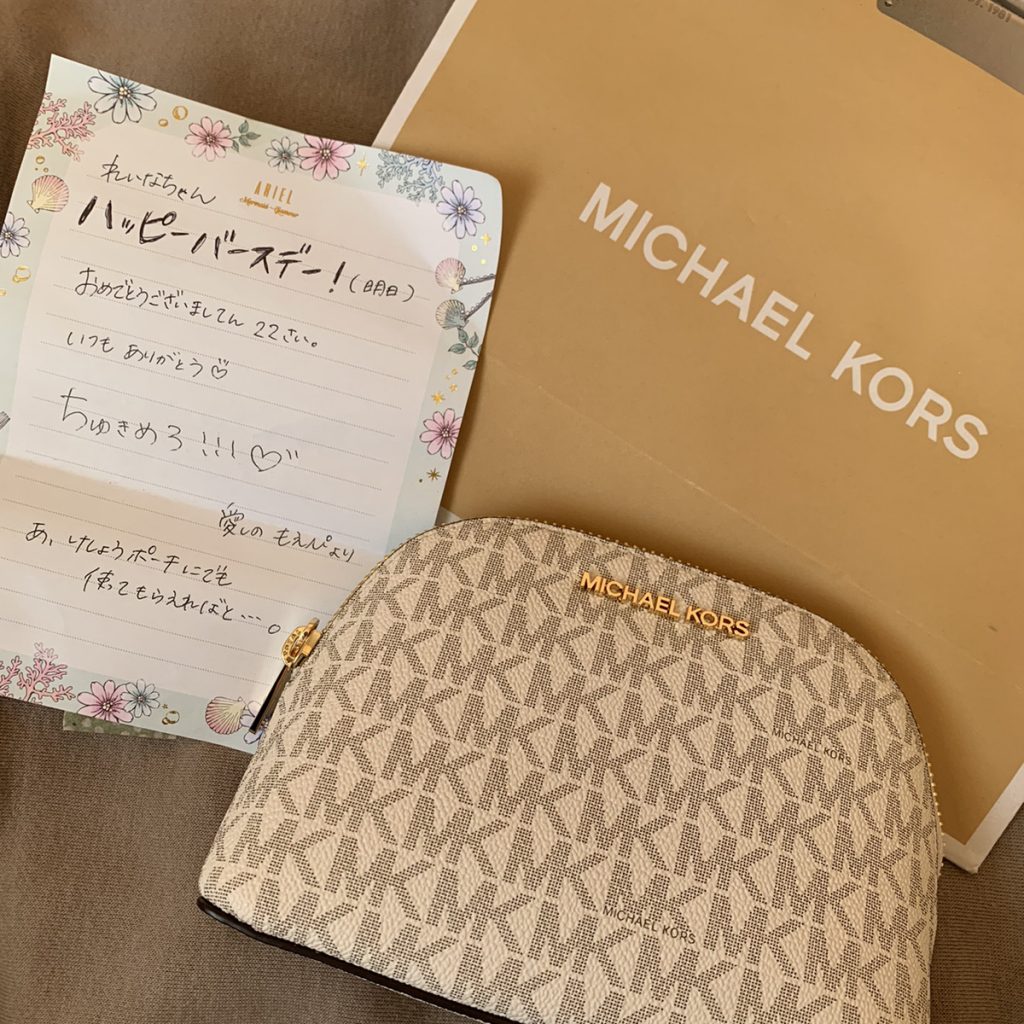 ARIEL
れいなちゃん
ハッピーバースデー!(明日)
おめでとうございましてん 22さい。
いつも ありがとう♡
ちゅきめろ!!!♡
愛しの もえぴより
あ、けしょうポーチにでも
使ってもらえればと…。
MICHAEL KORS
MICHAEL KORS
MICHAEL KORS
MICHAEL KORS